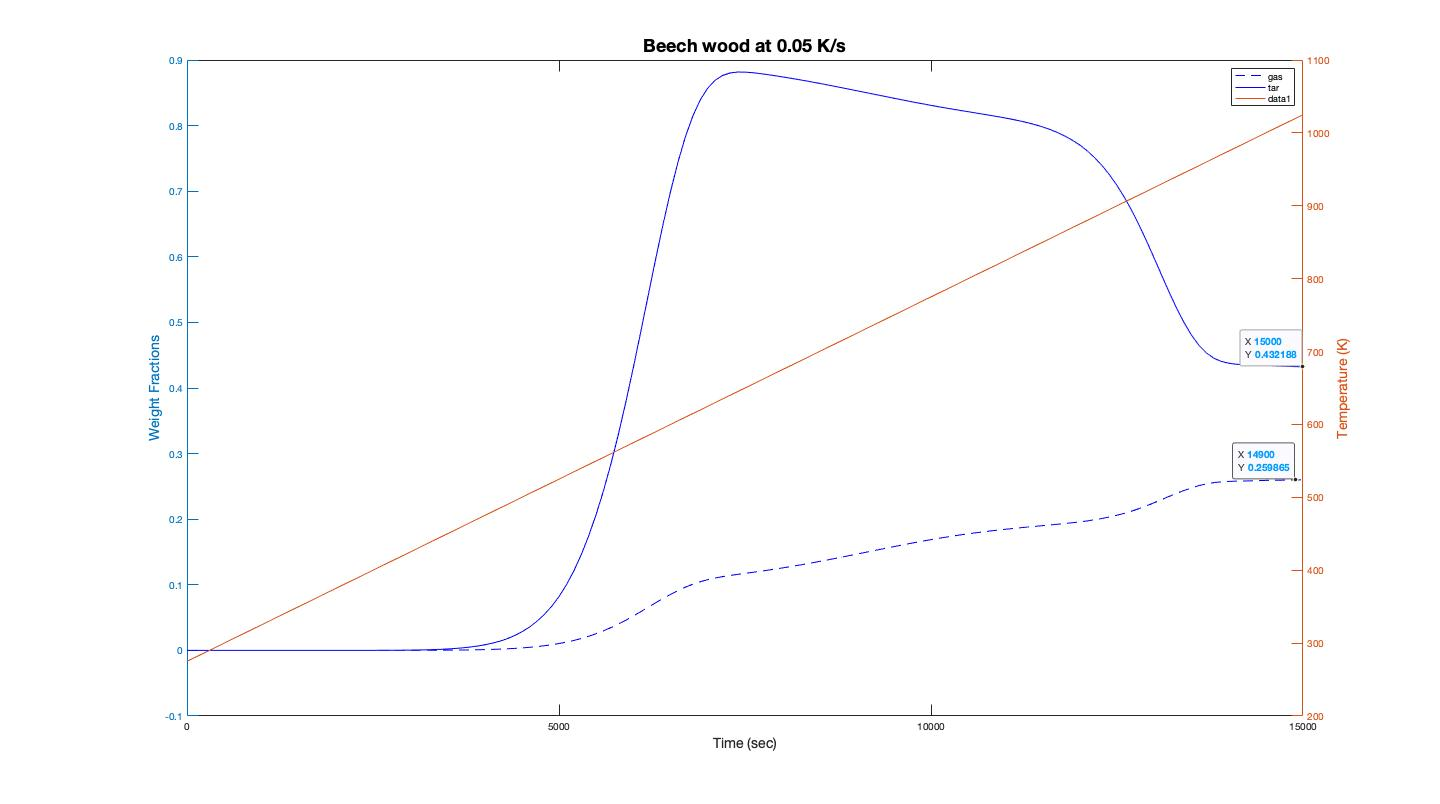 Beech wood at 0.05 K/s
0.9
0.8
0.7
0.6
0.5
0.4
0.3
0.2
0.1
0
-0.1
Weight Fractions
gas
tar
data1
X 15000
Y 0.432188
X 14900
Y 0.259865
1100
1000
900
800
700
600
500
400
300
200
Temperature (K)
0
5000
10000
15000
Time (sec)